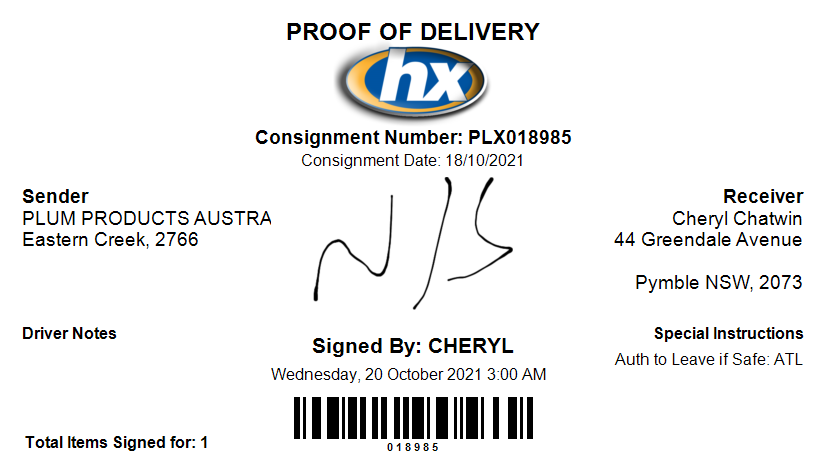 PROOF OF DELIVERY
hx
Consignment Number: PLX018985
Consignment Date: 18/10/2021
Sender
PLUM PRODUCTS AUSTRA
Eastern Creek, 2766
N/S
Receiver
Cheryl Chatwin
44 Greendale Avenue
Pymble NSW, 2073
Driver Notes
Signed By: CHERYL
Wednesday, 20 October 2021 3:00 AM
Special Instructions
Auth to Leave if Safe: ATL
Total Items Signed for: 1
018985